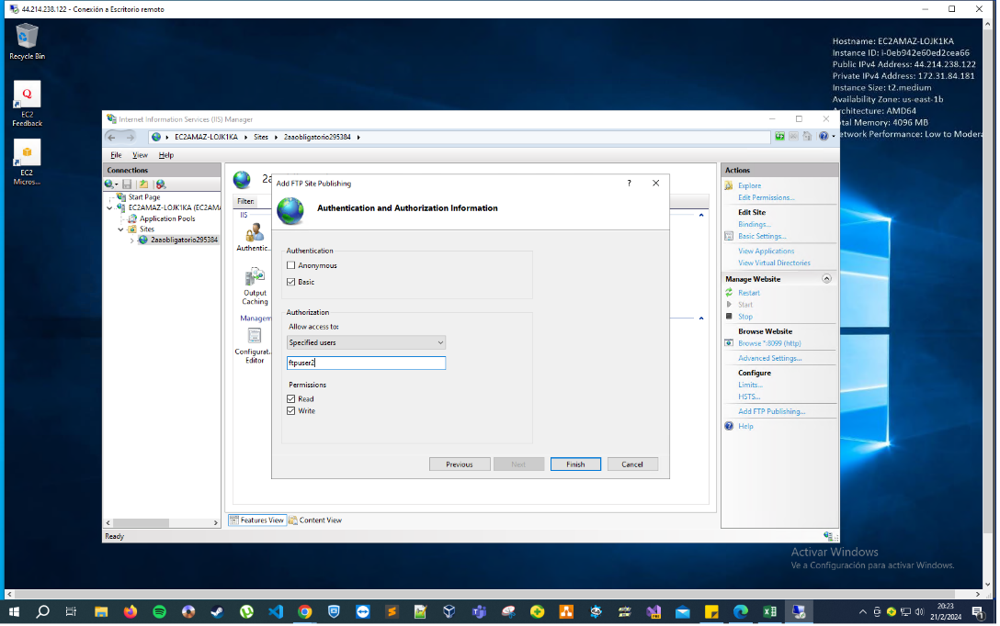 44.214.238.122 - Conexión a Escritorio remoto
Recycle Bin
EC2
Feedback
EC2
Micros...
Hostname: EC2AMAZ-LOJK1KA
Instance ID: i-0eb942e60ed2cea66
Public IPv4 Address: 44.214.238.122
Private IPv4 Address: 172.31.84.181
Instance Size: t2.medium
Availability Zone: us-east-1b
Architecture: AMD64
Total Memory: 4096 MB
Network Performance: Low to Modera
Internet Information Services (IIS) Manager
EC2AMAZ-LOJK1KA
Sites
2aaobligatorio295384
File
View
Help
Connections
Start Page
EC2AMAZ-LOJK1KA (EC2AMA
Application Pools
Sites
2aaobligatorio295384
2a
Filter:
IIS
Authentic...
Output
Caching
Managem
Configurat...
Editor
Add FTP Site Publishing
?
Authentication and Authorization Information
Authentication
Anonymous
Basic
Authorization
Allow access to:
Specified users
ftpuser2
Permissions
Read
Write
Previous
Next
Finish
Cancel
Actions
Explore
Edit Permissions...
Edit Site
Bindings...
Basic Settings...
View Applications
View Virtual Directories
Manage Website
Restart
Start
Stop
Browse Website
Browse *:8099 (http)
Advanced Settings...
Configure
Limits...
HSTS...
Add FTP Publishing...
Help
Features View
Content View
Ready
Activar Windows
Ve a Configuración para activar Windows.
20:23
21/2/2024